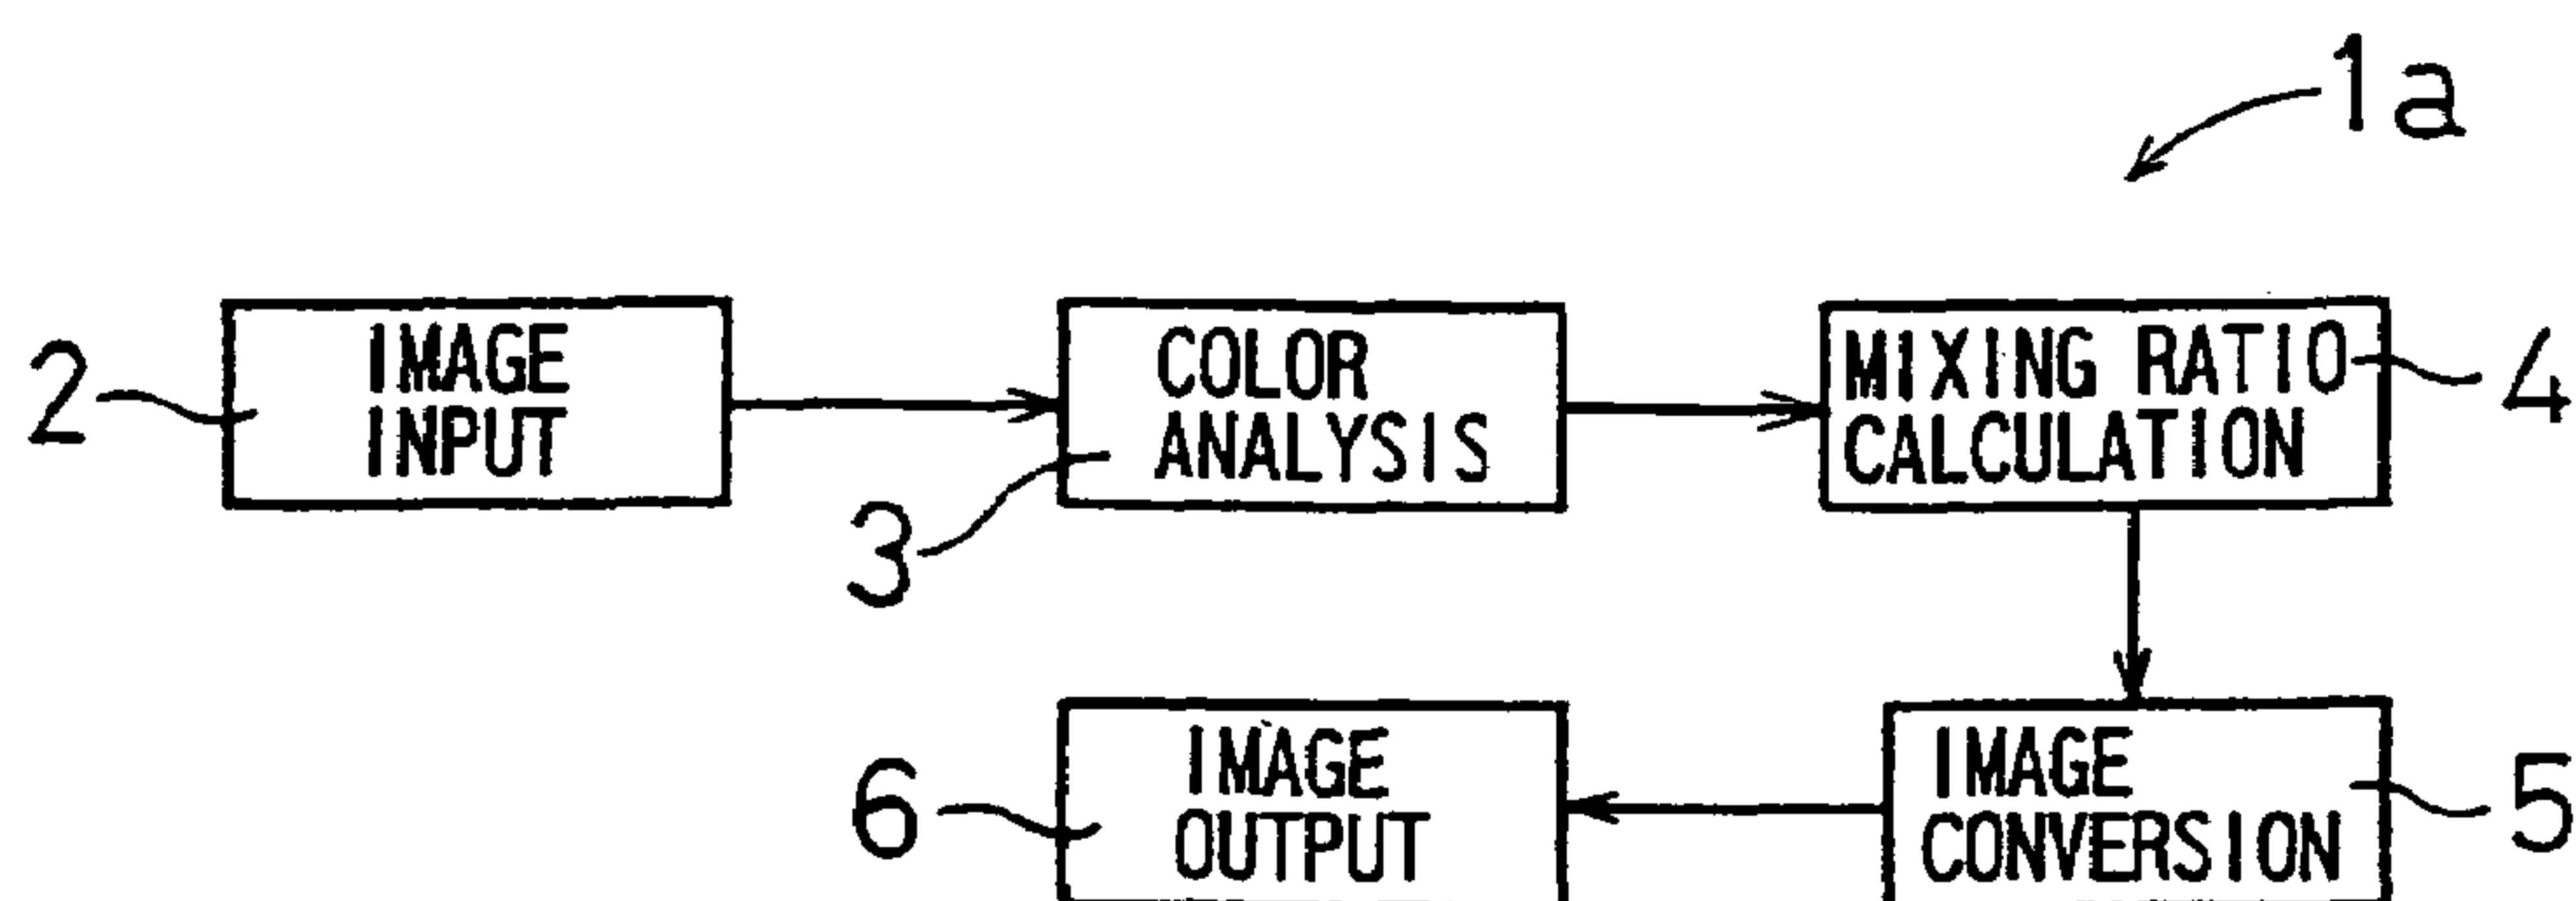 1a
2
IMAGE
INPUT
3
COLOR
ANALYSIS
MIXING RATIO
CALCULATION
4
6
IMAGE
OUTPUT
IMAGE
CONVERSION
5